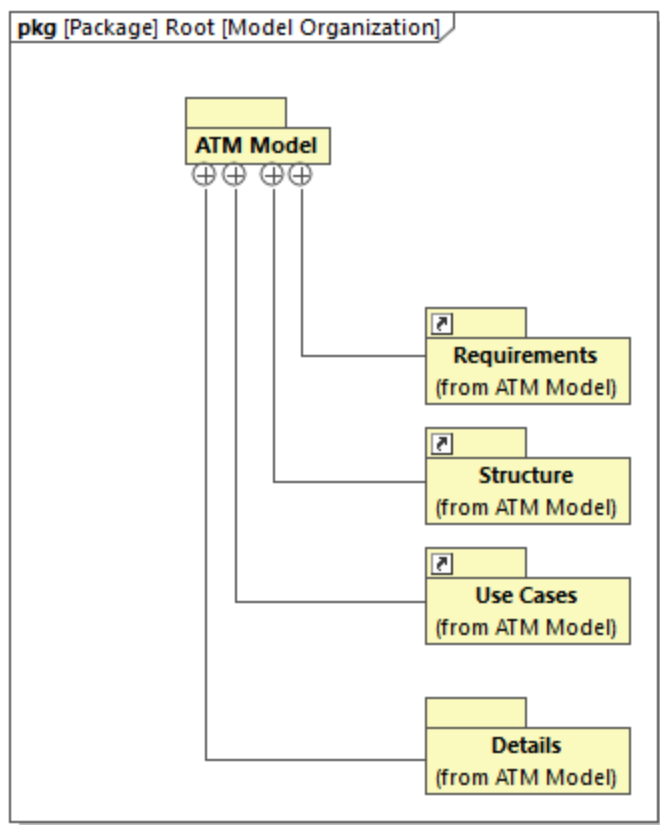 pkg [Package] Root [Model Organization]
ATM Model
Requirements
(from ATM Model)
Structure
(from ATM Model)
Use Cases
(from ATM Model)
Details
(from ATM Model)